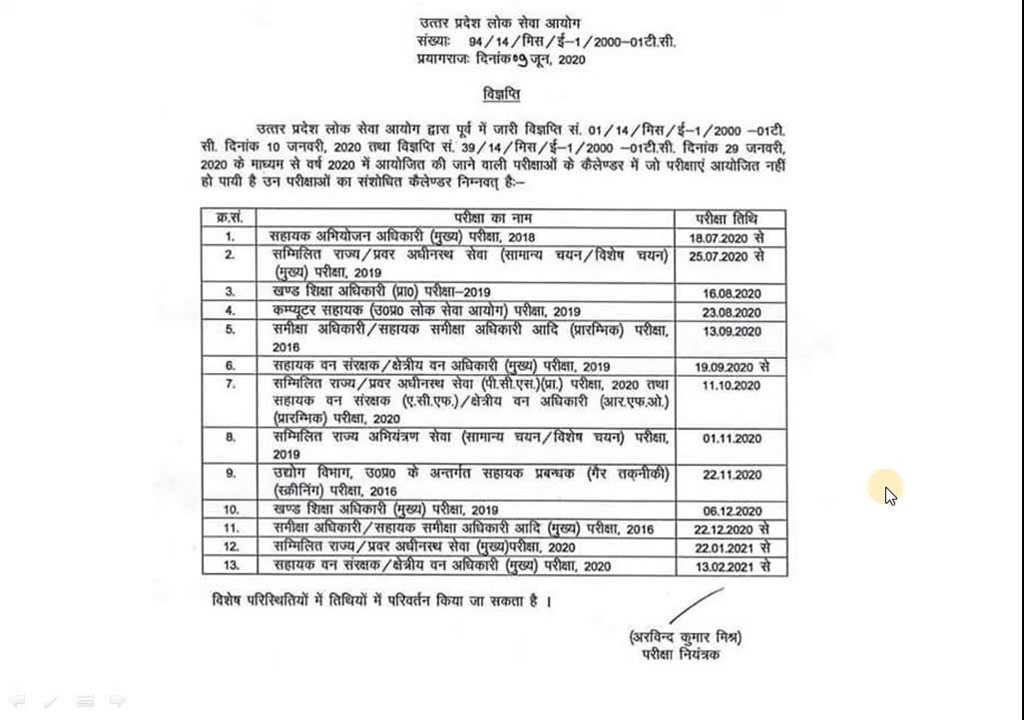 उत्तर प्रदेश लोक सेवा आयोग
संख्याः 94/14/मिस/ई-1/2000-01टी.सी.
प्रयागराजः दिनांक 09 जून, 2020
विज्ञप्ति
उत्तर प्रदेश लोक सेवा आयोग द्वारा पूर्व में जारी विज्ञप्ति सं. 01/14/मिस/ई-1/2000 -01टी.
सी. दिनांक 10 जनवरी, 2020 तथा विज्ञप्ति सं. 39/14/मिस/ई-1/2000 -01टी.सी. दिनांक 29 जनवरी,
2020 के माध्यम से वर्ष 2020 में आयोजित की जाने वाली परीक्षाओं के कैलेण्डर में जो परीक्षाएं आयोजित नहीं
हो पायी है उन परीक्षाओं का संशोधित कैलेण्डर निम्नवत् हैः-
क्र.सं. परीक्षा का नाम परीक्षा तिथि
1. सहायक अभियोजन अधिकारी (मुख्य) परीक्षा, 2018 18.07.2020 से
2. सम्मिलित राज्य/प्रवर अधीनस्थ सेवा (सामान्य चयन/विशेष चयन) 25.07.2020 से
(मुख्य) परीक्षा, 2019
3. खण्ड शिक्षा अधिकारी (प्रा0) परीक्षा-2019 16.08.2020
4. कम्प्यूटर सहायक (उ0प्र0 लोक सेवा आयोग) परीक्षा, 2019 23.08.2020
5. समीक्षा अधिकारी/सहायक समीक्षा अधिकारी आदि (प्रारम्भिक) परीक्षा, 13.09.2020
2016
6. सहायक वन संरक्षक/क्षेत्रीय वन अधिकारी (मुख्य) परीक्षा, 2019 19.09.2020 से
7. सम्मिलित राज्य/प्रवर अधीनस्थ सेवा (पी.सी.एस.)(प्रा.) परीक्षा, 2020 तथा 11.10.2020
सहायक वन संरक्षक (ए.सी.एफ.)/क्षेत्रीय वन अधिकारी (आर.एफ.ओ.)
(प्रारम्भिक) परीक्षा, 2020
8. सम्मिलित राज्य अभियंत्रण सेवा (सामान्य चयन/विशेष चयन) परीक्षा, 01.11.2020
2019
9. उद्योग विभाग, उ0प्र0 के अन्तर्गत सहायक प्रबन्धक (गैर तकनीकी) 22.11.2020
(स्क्रीनिंग) परीक्षा, 2016
10. खण्ड शिक्षा अधिकारी (मुख्य) परीक्षा, 2019 06.12.2020
11. समीक्षा अधिकारी/सहायक समीक्षा अधिकारी आदि (मुख्य) परीक्षा, 2016 22.12.2020 से
12. सम्मिलित राज्य/प्रवर अधीनस्थ सेवा (मुख्य)परीक्षा, 2020 22.01.2021 से
13. सहायक वन संरक्षक/क्षेत्रीय वन अधिकारी (मुख्य) परीक्षा, 2020 13.02.2021 से
विशेष परिस्थितियों में तिथियों में परिवर्तन किया जा सकता है ।
(अरविन्द कुमार मिश्र)
परीक्षा नियंत्रक